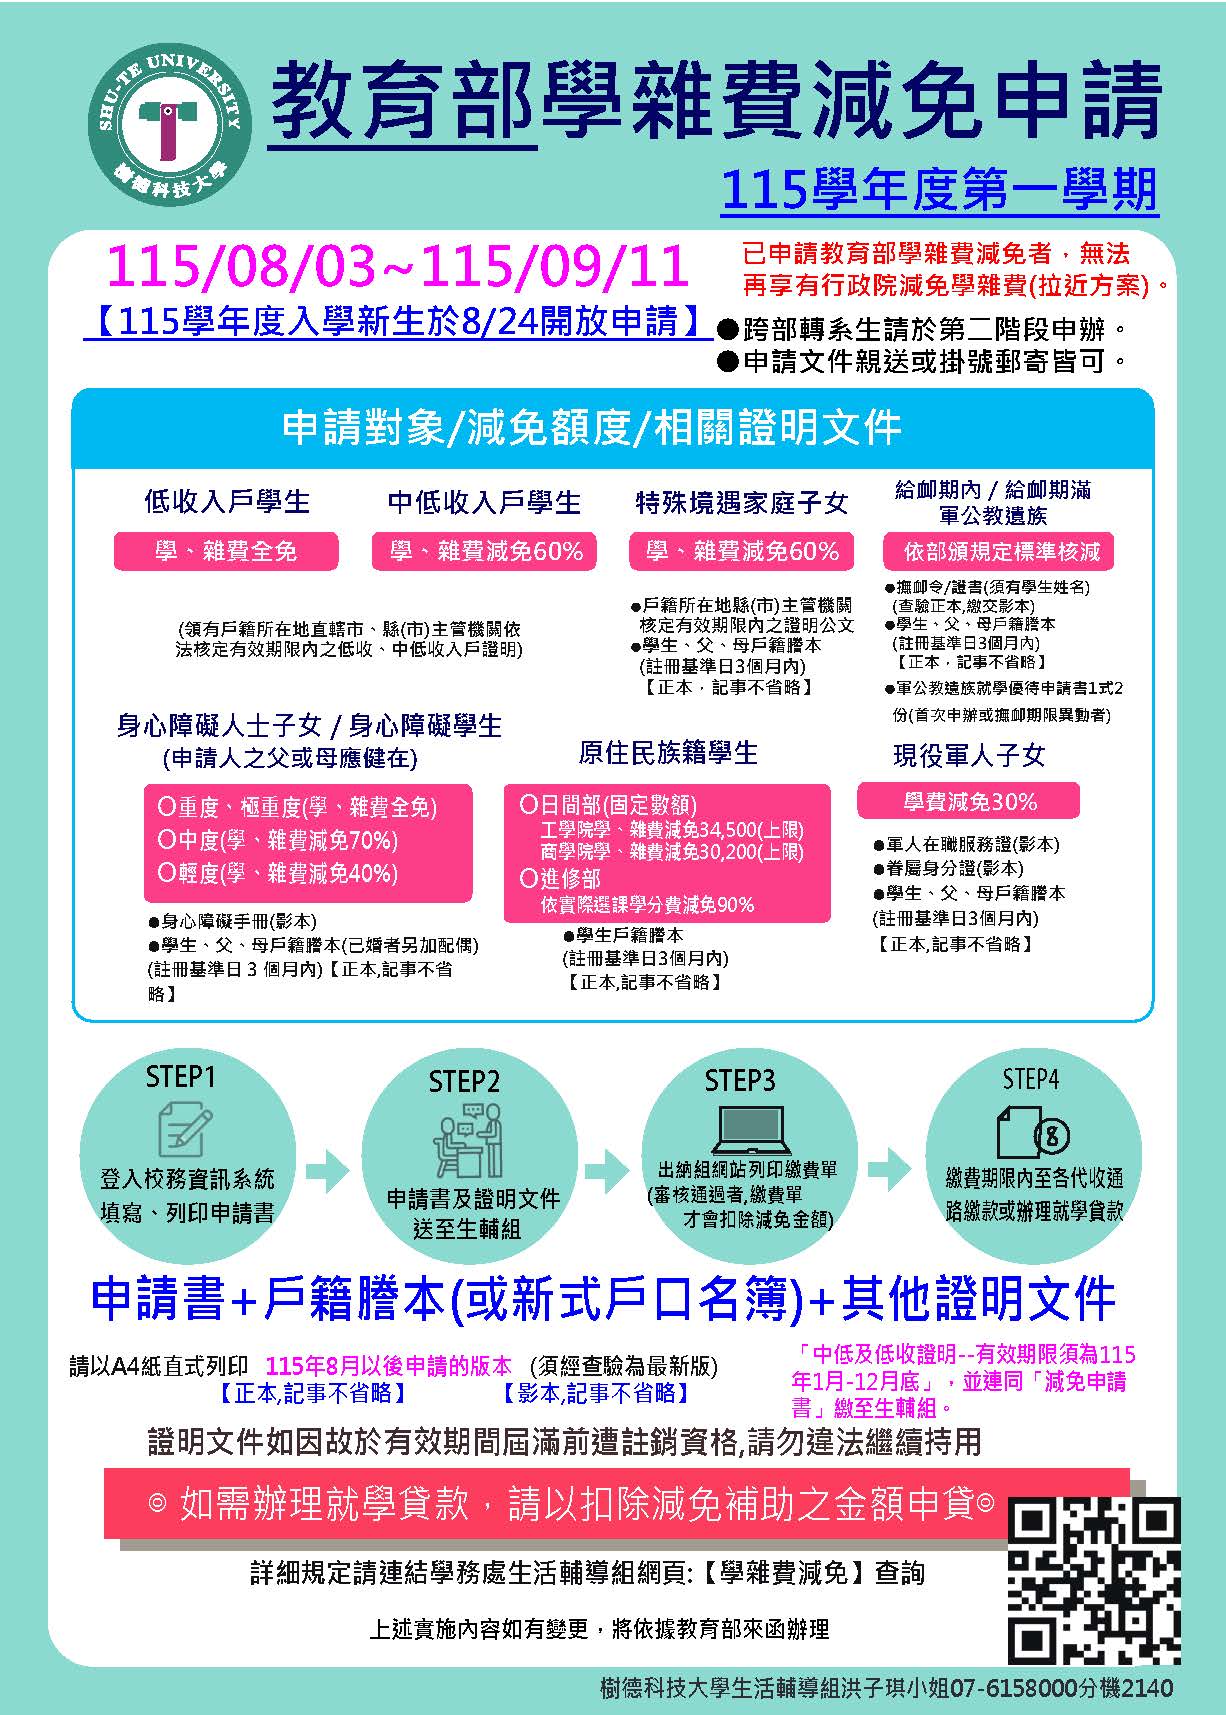 SHU-TE UNIVERSITY
樹德科技大學
教育部學雜費減免申請
115學年度第一學期
115/08/03~115/09/11
【115學年度入學新生於8/24開放申請】
已申請教育部學雜費減免者，無法
再享有行政院減免學雜費(拉近方案)。
●跨部轉系生請於第二階段申辦。
●申請文件親送或掛號郵寄皆可。
申請對象/減免額度/相關證明文件
低收入戶學生
學、雜費全免
中低收入戶學生
學、雜費減免60%
(領有戶籍所在地直轄市、縣(市)主管機關依
法核定有效期限內之低收、中低收入戶證明)
特殊境遇家庭子女
學、雜費減免60%
●戶籍所在地縣(市)主管機關
核定有效期限內之證明公文
●學生、父、母戶籍謄本
(註冊基準日3個月內)
【正本，記事不省略】
給卹期內 / 給卹期滿
軍公教遺族
依部頒規定標準核減
●撫卹令/證書(須有學生姓名)
(查驗正本,繳交影本)
●學生、父、母戶籍謄本
(註冊基準日3個月內)
【正本，記事不省略】
●軍公教遺族就學優待申請書1式2
份(首次申辦或撫卹期限異動者)
身心障礙人士子女 / 身心障礙學生
(申請人之父或母應健在)
〇重度、極重度(學、雜費全免)
〇中度(學、雜費減免70%)
〇輕度(學、雜費減免40%)
●身心障礙手冊(影本)
●學生、父、母戶籍謄本(已婚者另加配偶)
(註冊基準日 3 個月內)【正本,記事不省
略】
原住民族籍學生
〇日間部(固定數額)
工學院學、雜費減免34,500(上限)
商學院學、雜費減免30,200(上限)
〇進修部
依實際選課學分費減免90%
●學生戶籍謄本
(註冊基準日3個月內)
【正本,記事不省略】
現役軍人子女
學費減免30%
●軍人在職服務證(影本)
●眷屬身分證(影本)
●學生、父、母戶籍謄本
(註冊基準日3個月內)
【正本,記事不省略】
STEP1
登入校務資訊系統
填寫、列印申請書
STEP2
申請書及證明文件
送至生輔組
STEP3
出納組網站列印繳費單
(審核通過者,繳費單
才會扣除減免金額)
STEP4
繳費期限內至各代收通
路繳款或辦理就學貸款
申請書+戶籍謄本(或新式戶口名簿)+其他證明文件
請以A4紙直式列印 115年8月以後申請的版本 (須經查驗為最新版)
【正本,記事不省略】 【影本,記事不省略】
「中低及低收證明--有效期限須為115
年1月-12月底」，並連同「減免申請
書」繳至生輔組。
證明文件如因故於有效期間屆滿前遭註銷資格,請勿違法繼續持用
◎ 如需辦理就學貸款，請以扣除減免補助之金額申貸◎
詳細規定請連結學務處生活輔導組網頁:【學雜費減免】查詢
上述實施內容如有變更，將依據教育部來函辦理
樹德科技大學生活輔導組洪子琪小姐07-6158000分機2140